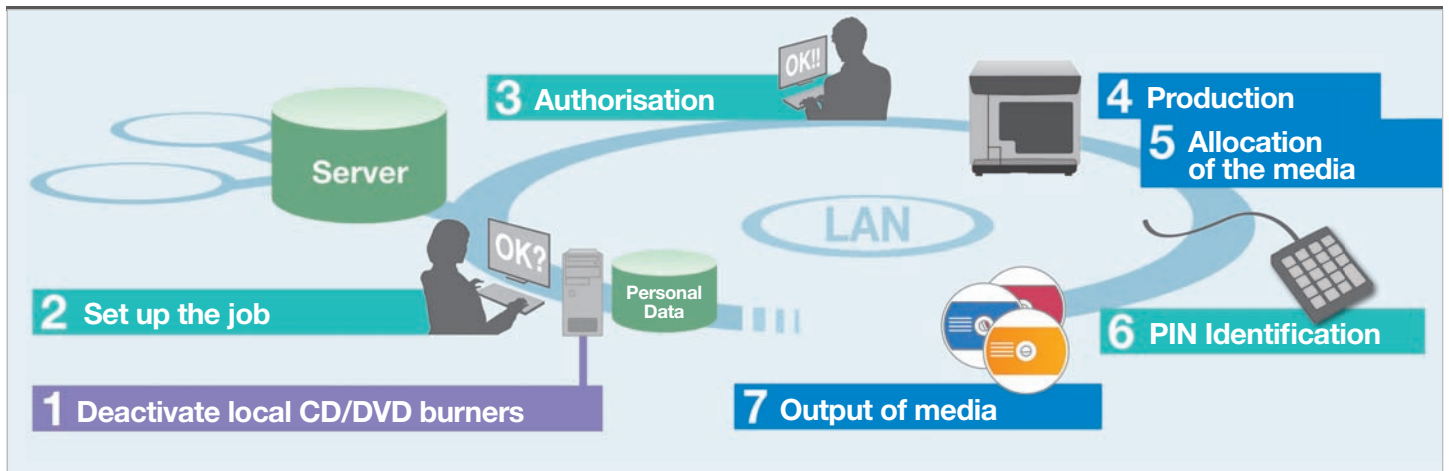 OK!!
3 Authorisation
4 Production
5 Allocation
of the media
Server
LAN
OK?
Personal
Data
2 Set up the job
6 PIN Identification
1 Deactivate local CD/DVD burners
7 Output of media